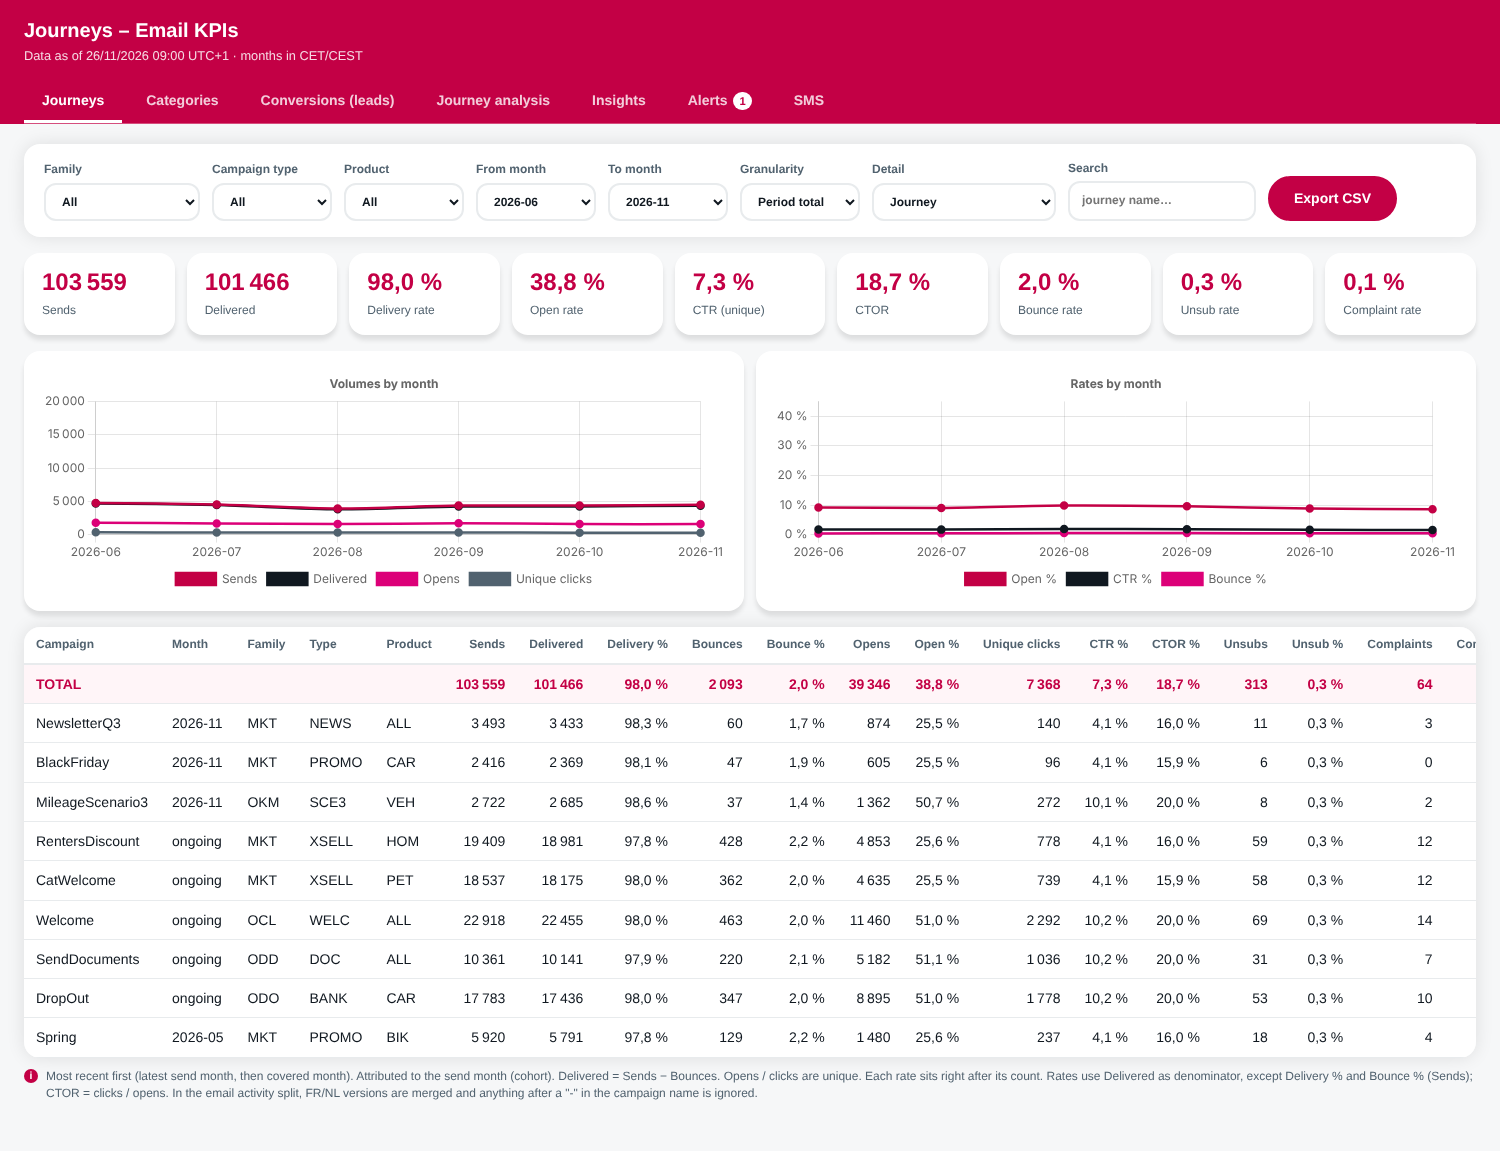 Journeys – Email KPIs
Data as of 26/11/2026 09:00 UTC+1 · months in CET/CEST
Journeys Categories Conversions (leads) Journey analysis Insights Alerts 1 SMS
Family Campaign type Product From month To month Granularity Detail Search
All All All 2026-06 2026-11 Period total Journey journey name... Export CSV
103 559 101 466 98,0 % 38,8 % 7,3 % 18,7 % 2,0 % 0,3 % 0,1 %
Sends Delivered Delivery rate Open rate CTR (unique) CTOR Bounce rate Unsub rate Complaint rate
Volumes by month
20 000
15 000
10 000
5 000
0
2026-06 2026-07 2026-08 2026-09 2026-10 2026-11
Sends Delivered Opens Unique clicks
Rates by month
40 %
30 %
20 %
10 %
0 %
2026-06 2026-07 2026-08 2026-09 2026-10 2026-11
Open % CTR % Bounce %
Campaign Month Family Type Product Sends Delivered Delivery % Bounces Bounce % Opens Open % Unique clicks CTR % CTOR % Unsubs Unsub % Complaints
TOTAL 103 559 101 466 98,0 % 2 093 2,0 % 39 346 38,8 % 7 368 7,3 % 18,7 % 313 0,3 % 64
NewsletterQ3 2026-11 MKT NEWS ALL 3 493 3 433 98,3 % 60 1,7 % 874 25,5 % 140 4,1 % 16,0 % 11 0,3 % 3
BlackFriday 2026-11 MKT PROMO CAR 2 416 2 369 98,1 % 47 1,9 % 605 25,5 % 96 4,1 % 15,9 % 6 0,3 % 0
MileageScenario3 2026-11 OKM SCE3 VEH 2 722 2 685 98,6 % 37 1,4 % 1 362 50,7 % 272 10,1 % 20,0 % 8 0,3 % 2
RentersDiscount ongoing MKT XSELL HOM 19 409 18 981 97,8 % 428 2,2 % 4 853 25,6 % 778 4,1 % 16,0 % 59 0,3 % 12
CatWelcome ongoing MKT XSELL PET 18 537 18 175 98,0 % 362 2,0 % 4 635 25,5 % 739 4,1 % 15,9 % 58 0,3 % 12
Welcome ongoing OCL WELC ALL 22 918 22 455 98,0 % 463 2,0 % 11 460 51,0 % 2 292 10,2 % 20,0 % 69 0,3 % 14
SendDocuments ongoing ODD DOC ALL 10 361 10 141 97,9 % 220 2,1 % 5 182 51,1 % 1 036 10,2 % 20,0 % 31 0,3 % 7
DropOut ongoing ODO BANK CAR 17 783 17 436 98,0 % 347 2,0 % 8 895 51,0 % 1 778 10,2 % 20,0 % 53 0,3 % 10
Spring 2026-05 MKT PROMO BIK 5 920 5 791 97,8 % 129 2,2 % 1 480 25,6 % 237 4,1 % 16,0 % 18 0,3 % 4
i Most recent first (latest send month, then covered month). Attributed to the send month (cohort). Delivered = Sends − Bounces. Opens / clicks are unique. Each rate sits right after its count. Rates use Delivered as denominator, except Delivery % and Bounce % (Sends);
CTOR = clicks / opens. In the email activity split, FR/NL versions are merged and anything after a "-" in the campaign name is ignored.